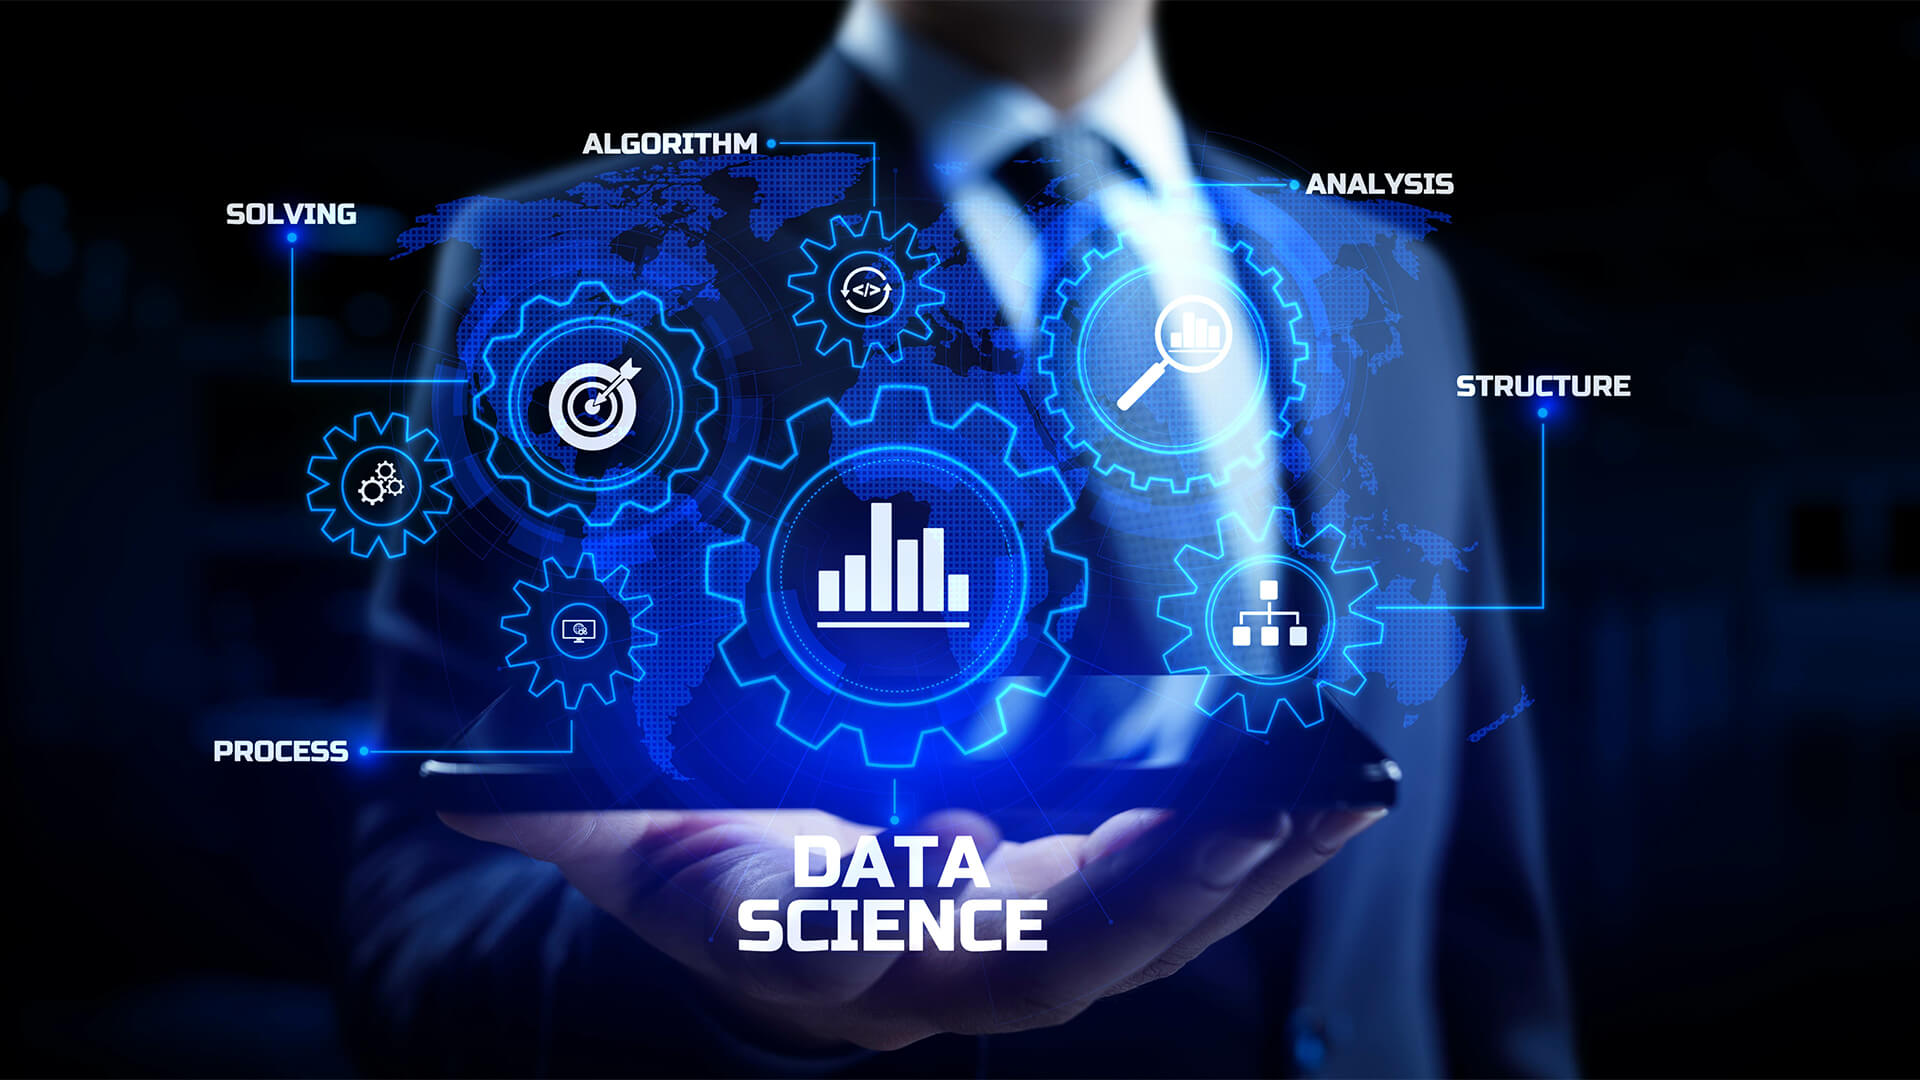 ALGORITHM
ANALYSIS
SOLVING
STRUCTURE
PROCESS
DATA
SCIENCE